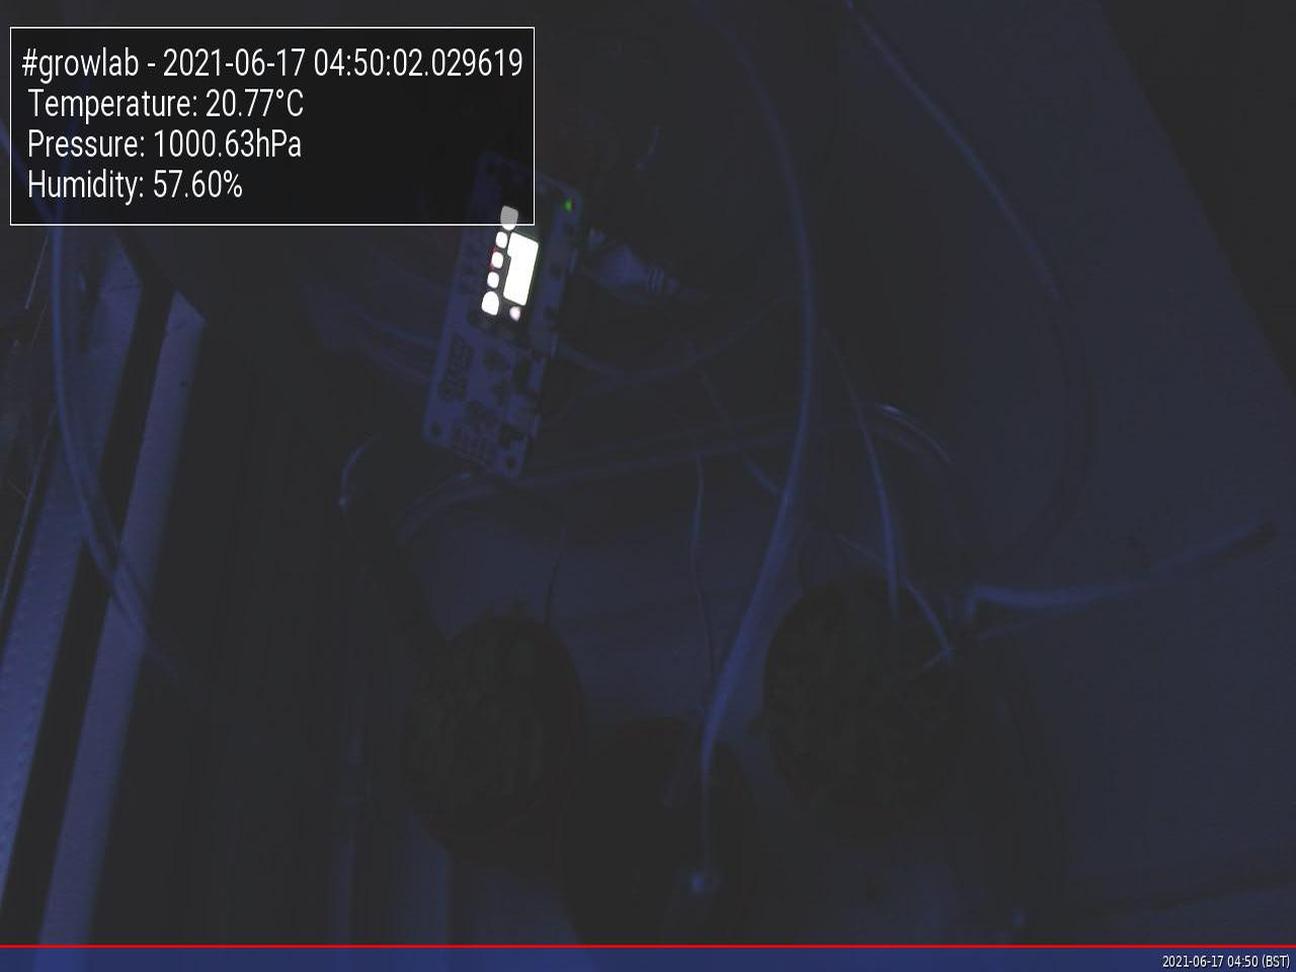 #growlab - 2021-06-17 04:50:02.029619
Temperature: 20.77°C
Pressure: 1000.63hPa
Humidity: 57.60%
2021-06-17 04:50 (BST)